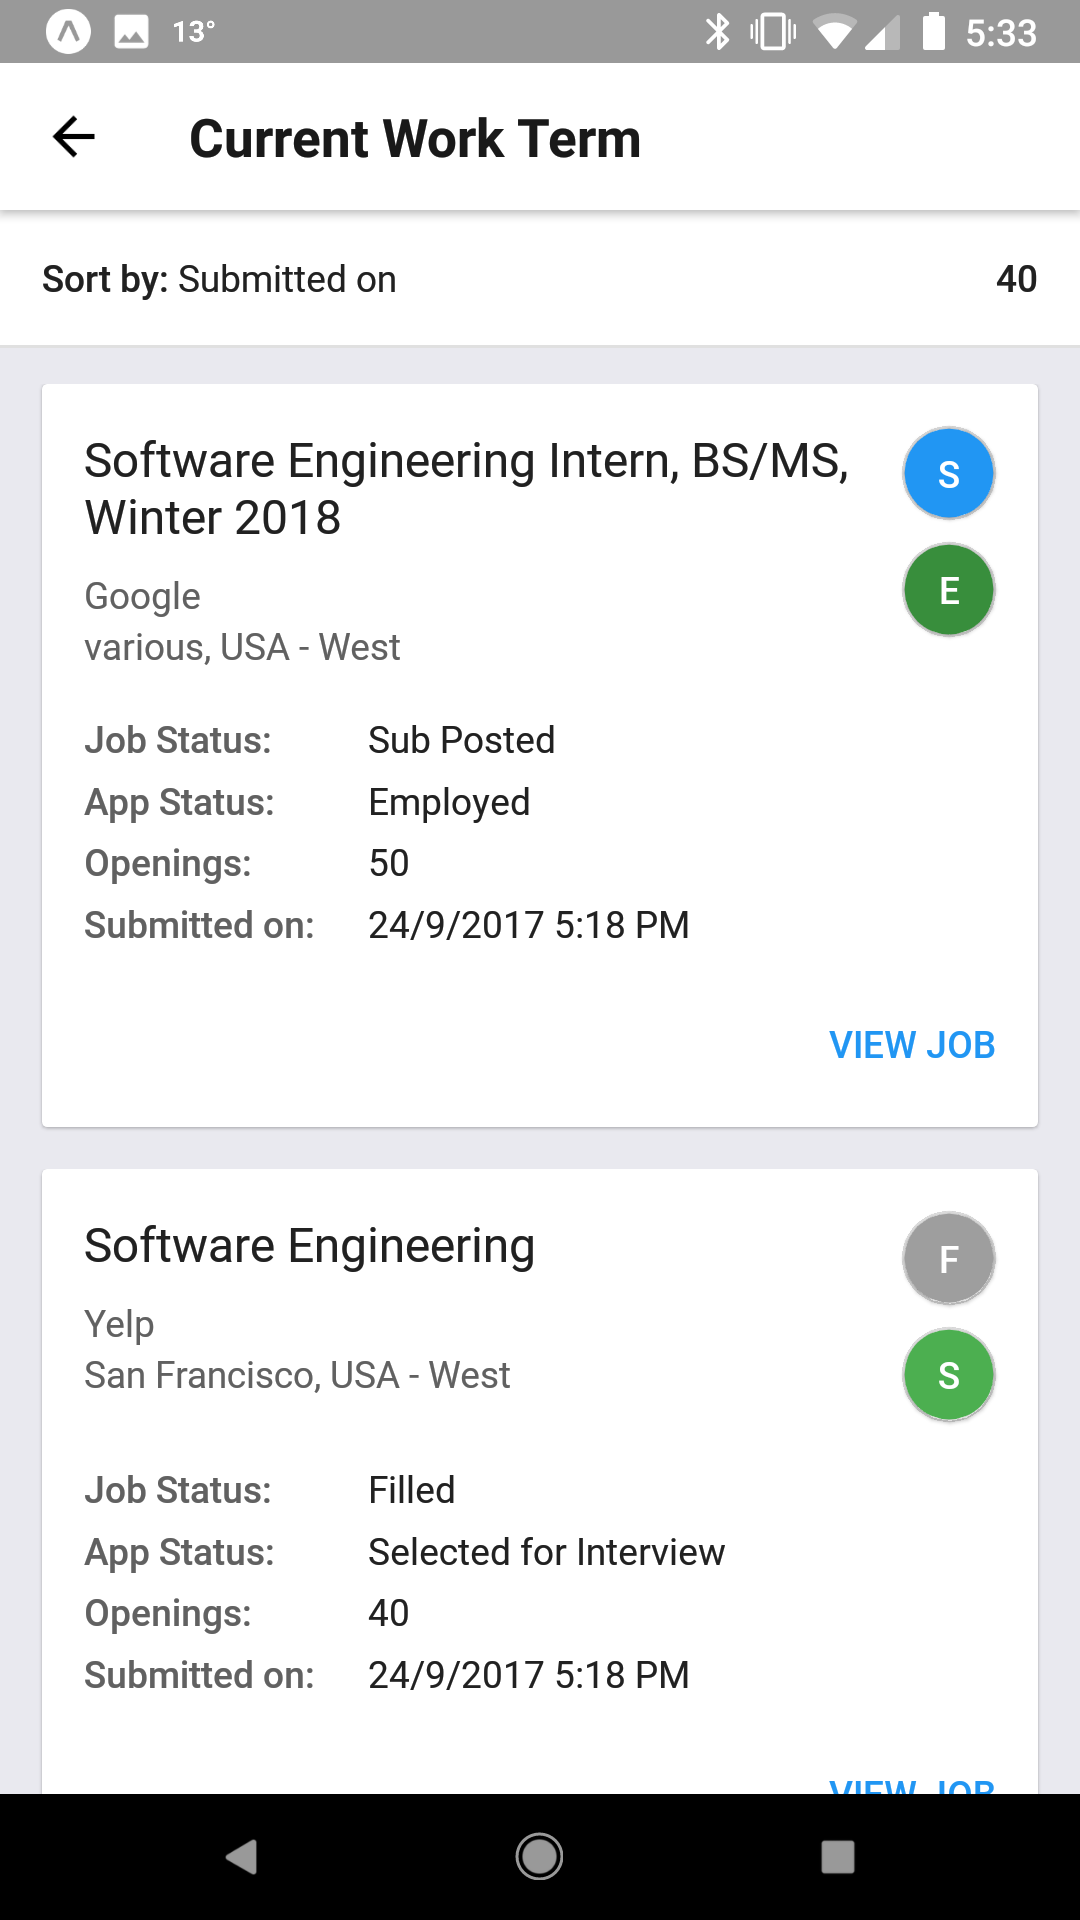 13° 5:33
Current Work Term
Sort by: Submitted on 40
Software Engineering Intern, BS/MS, S
Winter 2018
E
Google
various, USA - West
Job Status: Sub Posted
App Status: Employed
Openings: 50
Submitted on: 24/9/2017 5:18 PM
VIEW JOB
Software Engineering F
Yelp
San Francisco, USA - West S
Job Status: Filled
App Status: Selected for Interview
Openings: 40
Submitted on: 24/9/2017 5:18 PM
VIEW JOB